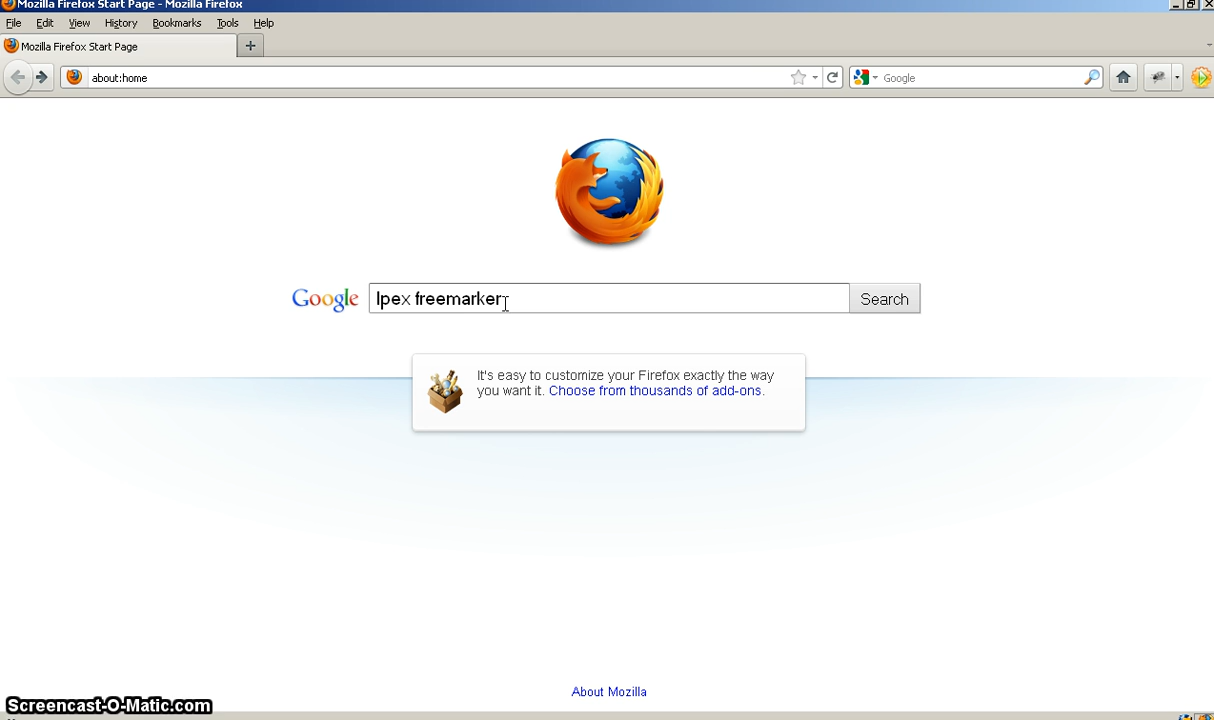 Mozilla Firefox Start Page - Mozilla Firefox
File Edit View History Bookmarks Tools Help
Mozilla Firefox Start Page
about:home
Google
Google
lpex freemarker
Search
It's easy to customize your Firefox exactly the way
you want it. Choose from thousands of add-ons.
About Mozilla
Screencast-O-Matic.com